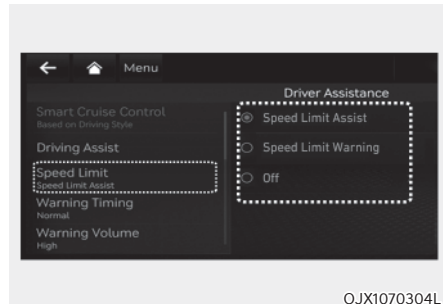 Menu
Driver Assistance
Smart Cruise Control
Based on Driving Style
Driving Assist
Speed Limit
Speed Limit Assist
Warning Timing
Normal
Warning Volume
High
Speed Limit Assist
Speed Limit Warning
Off
OJX1070304L